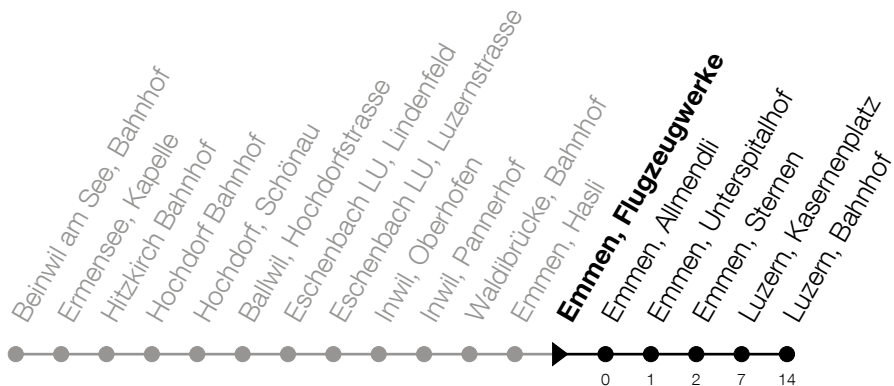 Beinwil am See, Bahnhof
Ermensee, Kapelle
Hitzkirch Bahnhof
Hochdorf Bahnhof
Hochdorf, Schönau
Ballwil, Hochdorfstrasse
Eschenbach LU, Lindenfeld
Eschenbach LU, Luzernstrasse
Inwil, Oberhofen
Inwil, Pannerhof
Waldibrücke, Bahnhof
Emmen, Hasli
Emmen, Flugzeugwerke
Emmen, Allmendli
Emmen, Unterspitalhof
Emmen, Sternen
Luzern, Kasernenplatz
Luzern, Bahnhof
0 1 2 7 14